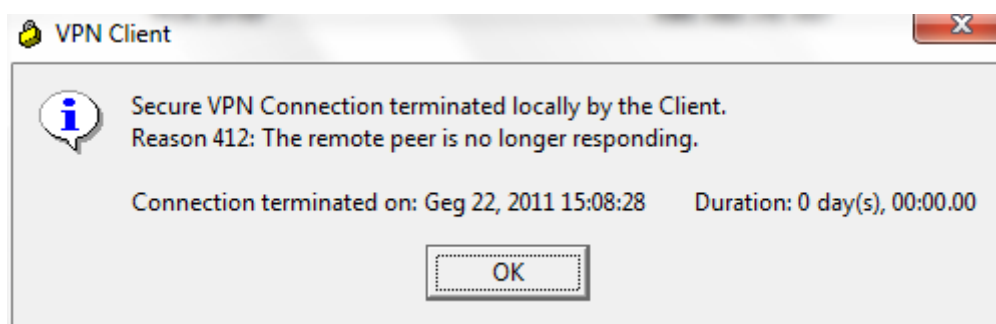 VPN Client
Secure VPN Connection terminated locally by the Client.
Reason 412: The remote peer is no longer responding.
Connection terminated on: Geg 22, 2011 15:08:28 Duration: 0 day(s), 00:00.00
OK